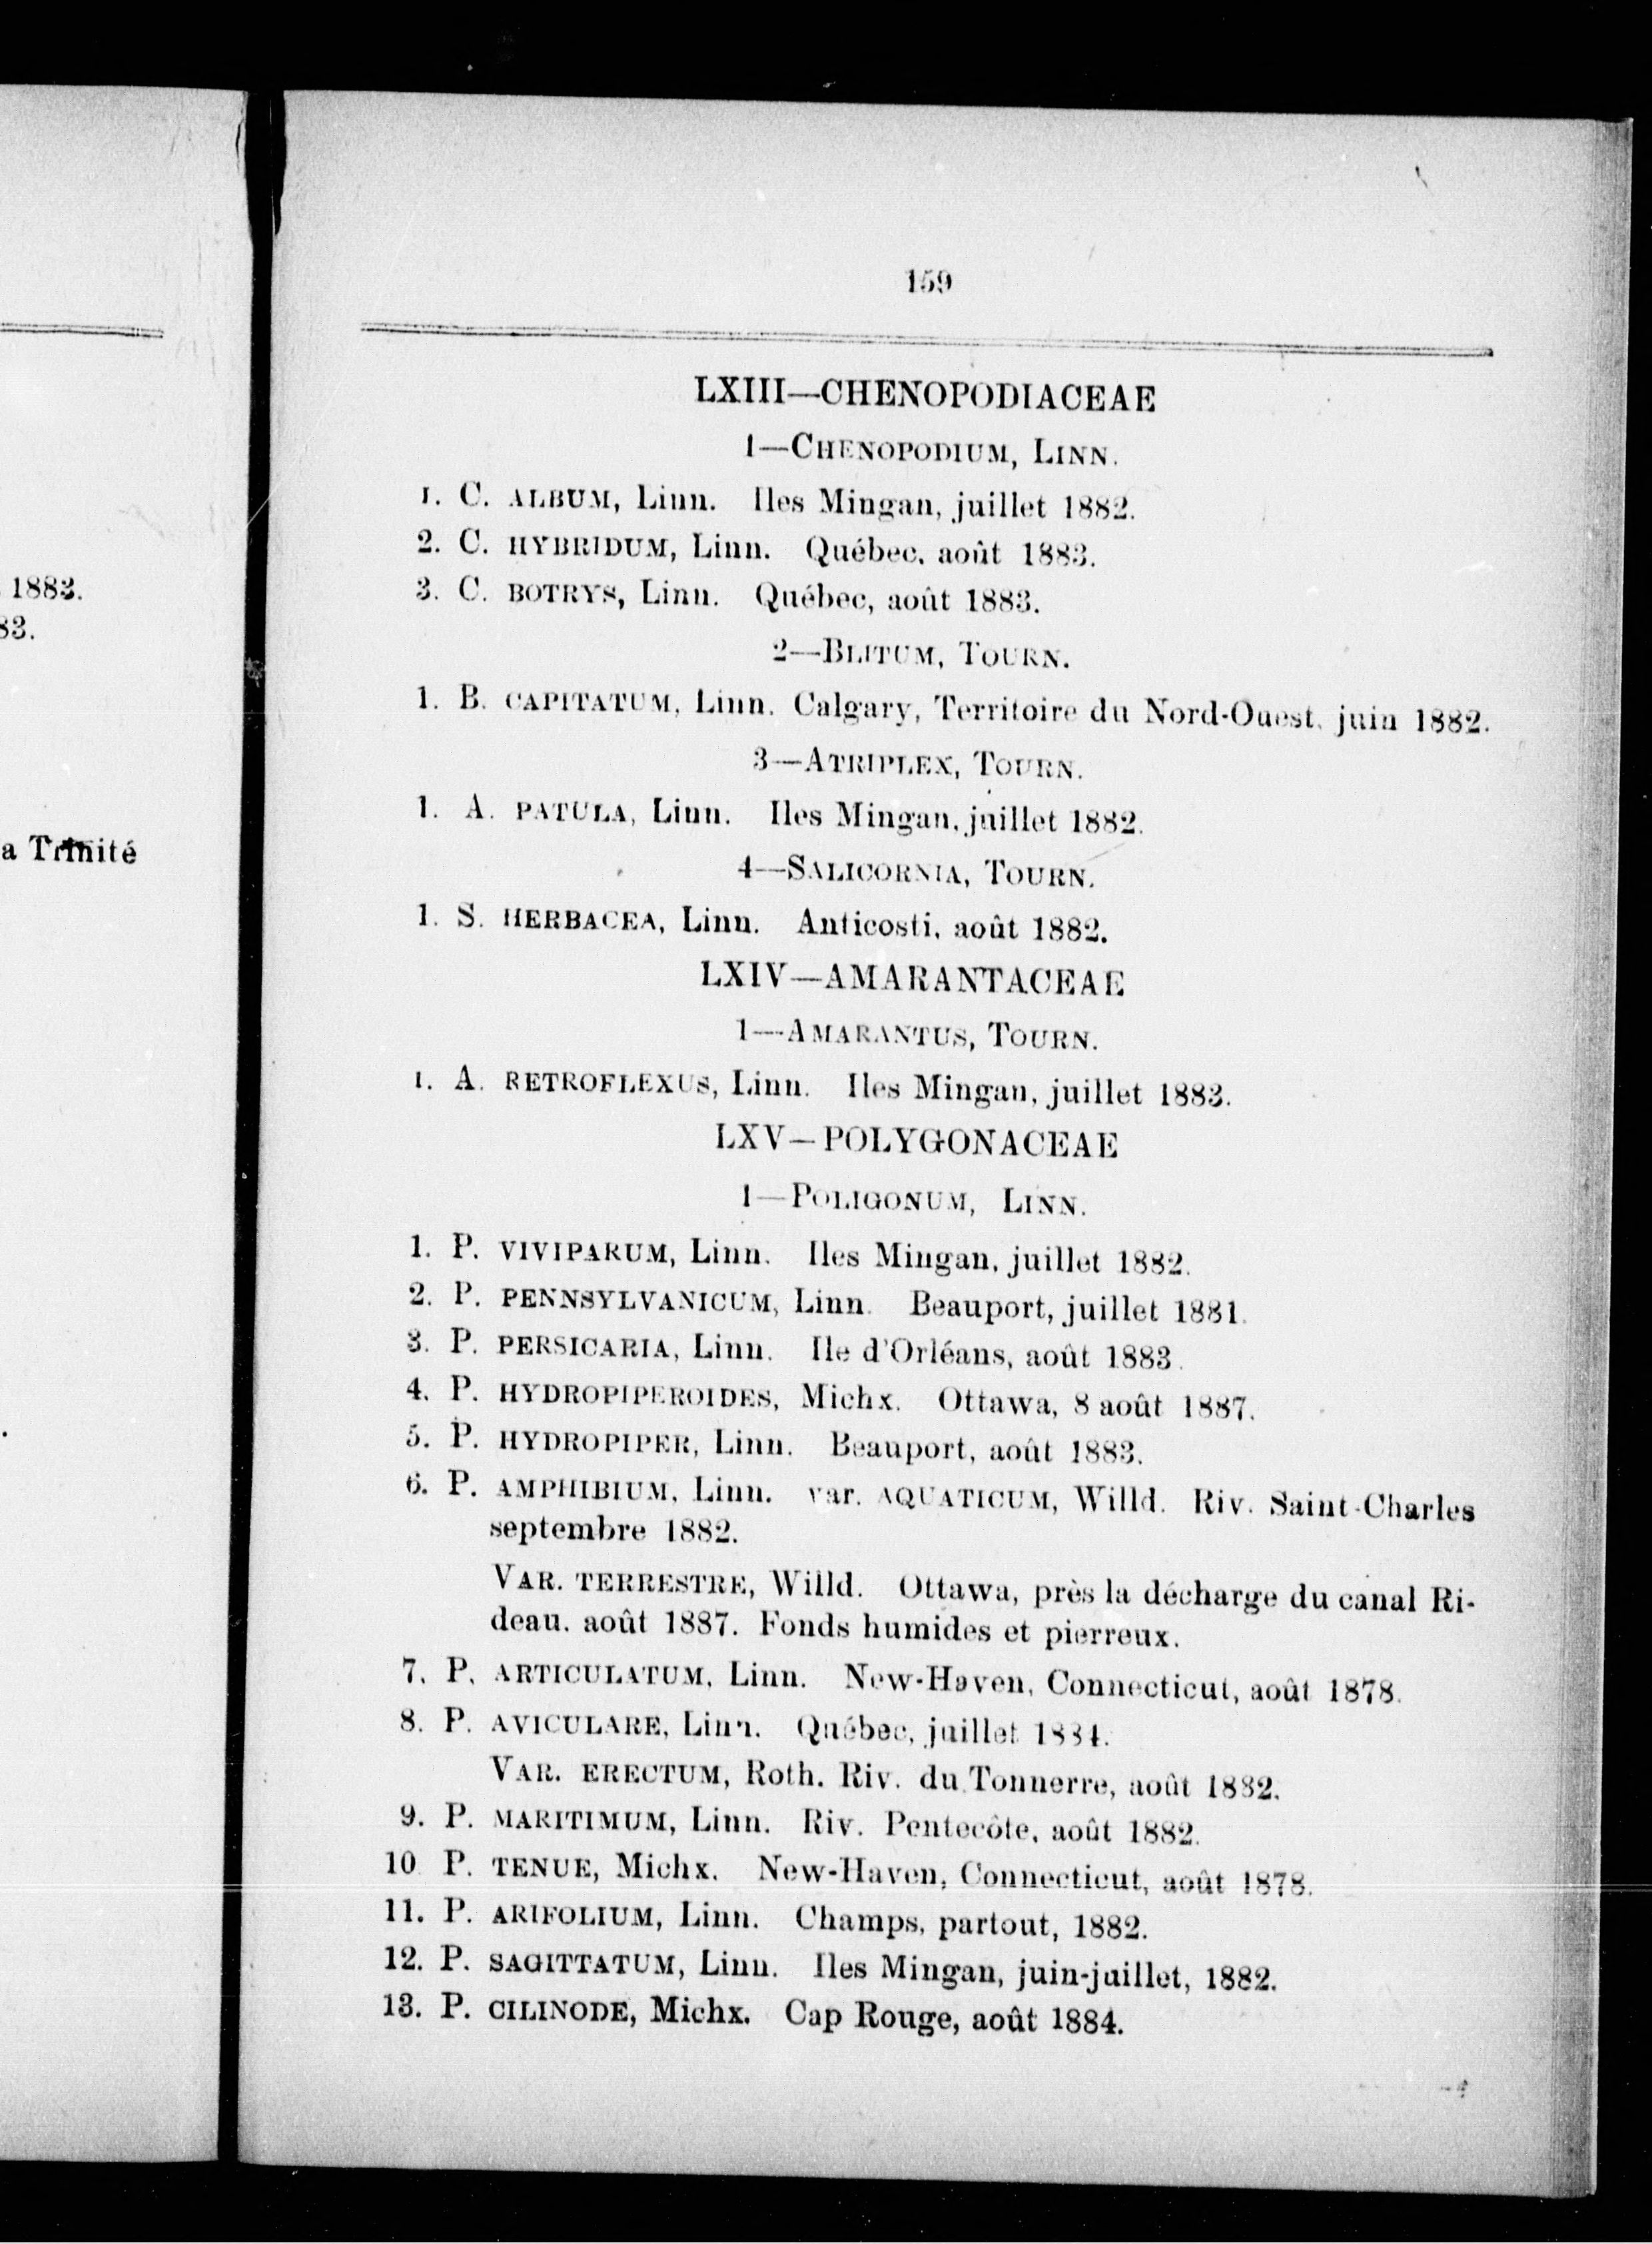 1883.
83.
a Trinité
159
LXIII—CHENOPODIACEAE
1—CHENOPODIUM, LINN.
1. C. ALBUM, Linn. Iles Mingan, juillet 1882.
2. C. HYBRIDUM, Linn. Québec, août 1883.
3. C. BOTRYS, Linn. Québec, août 1883.
2—BLITUM, TOURN.
1. B. CAPITATUM, Linn. Calgary, Territoire du Nord-Ouest, juin 1882.
3—ATRIPLEX, TOURN.
1. A. PATULA, Linn. Iles Mingan, juillet 1882.
4—SALICORNIA, TOURN.
1. S. HERBACEA, Linn. Anticosti, août 1882.
LXIV—AMARANTACEAE
1—AMARANTUS, TOURN.
1. A. RETROFLEXUS, Linn. Iles Mingan, juillet 1883.
LXV—POLYGONACEAE
1—POLIGONUM, LINN.
1. P. VIVIPARUM, Linn. Iles Mingan, juillet 1882.
2. P. PENNSYLVANICUM, Linn. Beauport, juillet 1881.
3. P. PERSICARIA, Linn. Ile d'Orléans, août 1883.
4. P. HYDROPIPEROIDES, Michx. Ottawa, 8 août 1887.
5. P. HYDROPIPER, Linn. Beauport, août 1883.
6. P. AMPHIBIUM, Linn. var. AQUATICUM, Willd. Riv. Saint-Charles
septembre 1882.
VAR. TERRESTRE, Willd. Ottawa, près la décharge du canal Ri-
deau. août 1887. Fonds humides et pierreux.
7. P. ARTICULATUM, Linn. New-Haven, Connecticut, août 1878.
8. P. AVICULARE, Linn. Québec, juillet 1884.
VAR. ERECTUM, Roth. Riv. du Tonnerre, août 1882.
9. P. MARITIMUM, Linn. Riv. Pentecôte, août 1882.
10 P. TENUE, Michx. New-Haven, Connecticut, août 1878.
11. P. ARIFOLIUM, Linn. Champs, partout, 1882.
12. P. SAGITTATUM, Linn. Iles Mingan, juin-juillet, 1882.
13. P. CILINODE, Michx. Cap Rouge, août 1884.